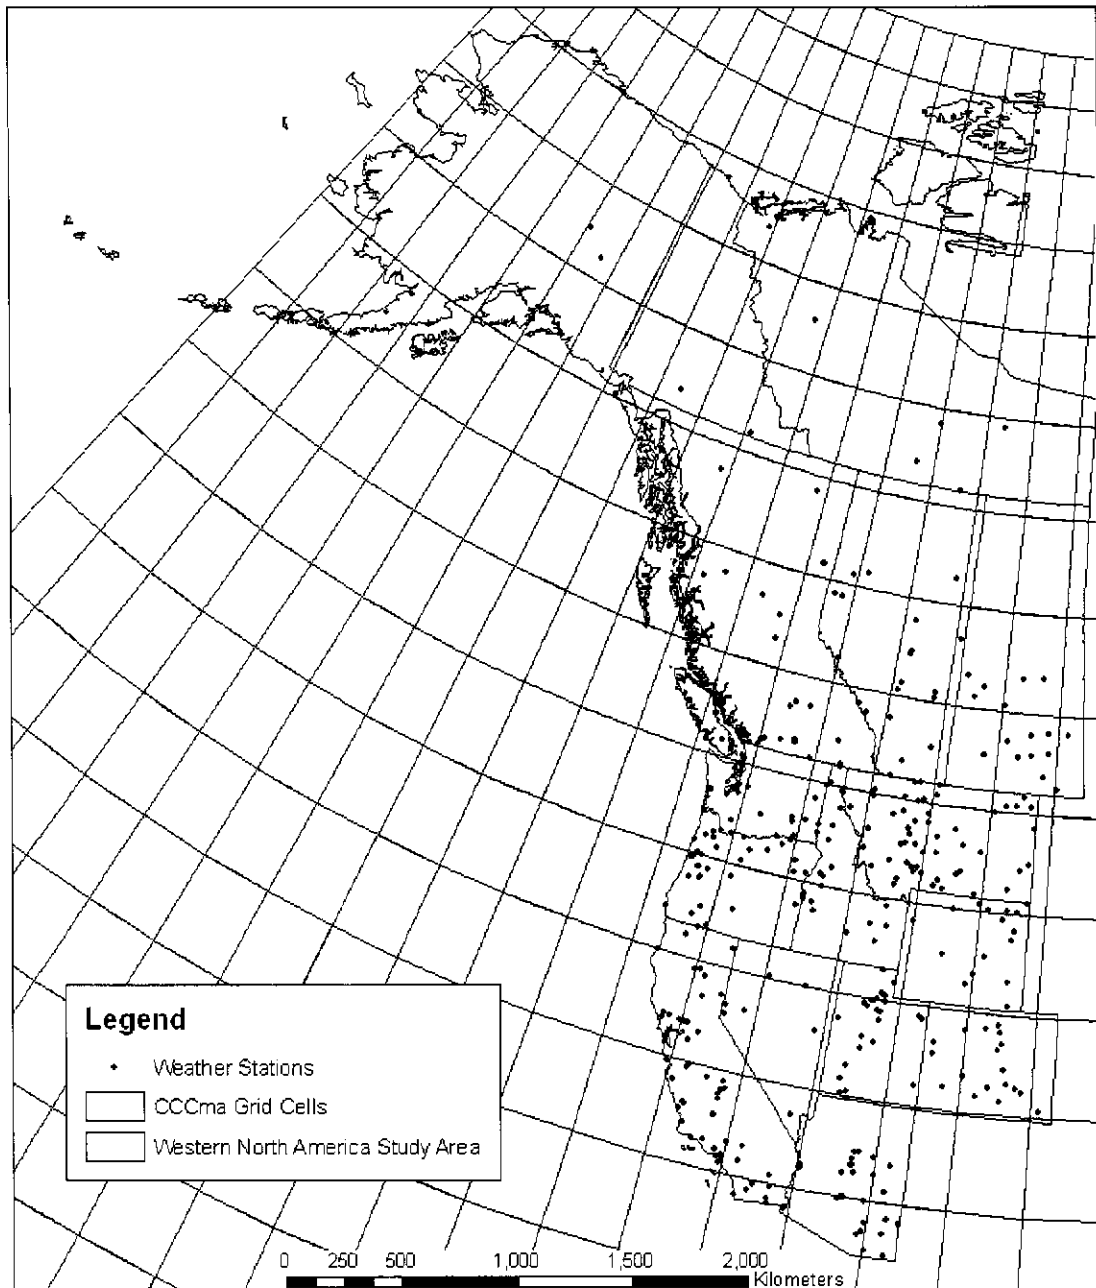 Legend
Weather Stations
CCCma Grid Cells
Western North America Study Area
0 250 500 1,000 1,500 2,000
Kilometers